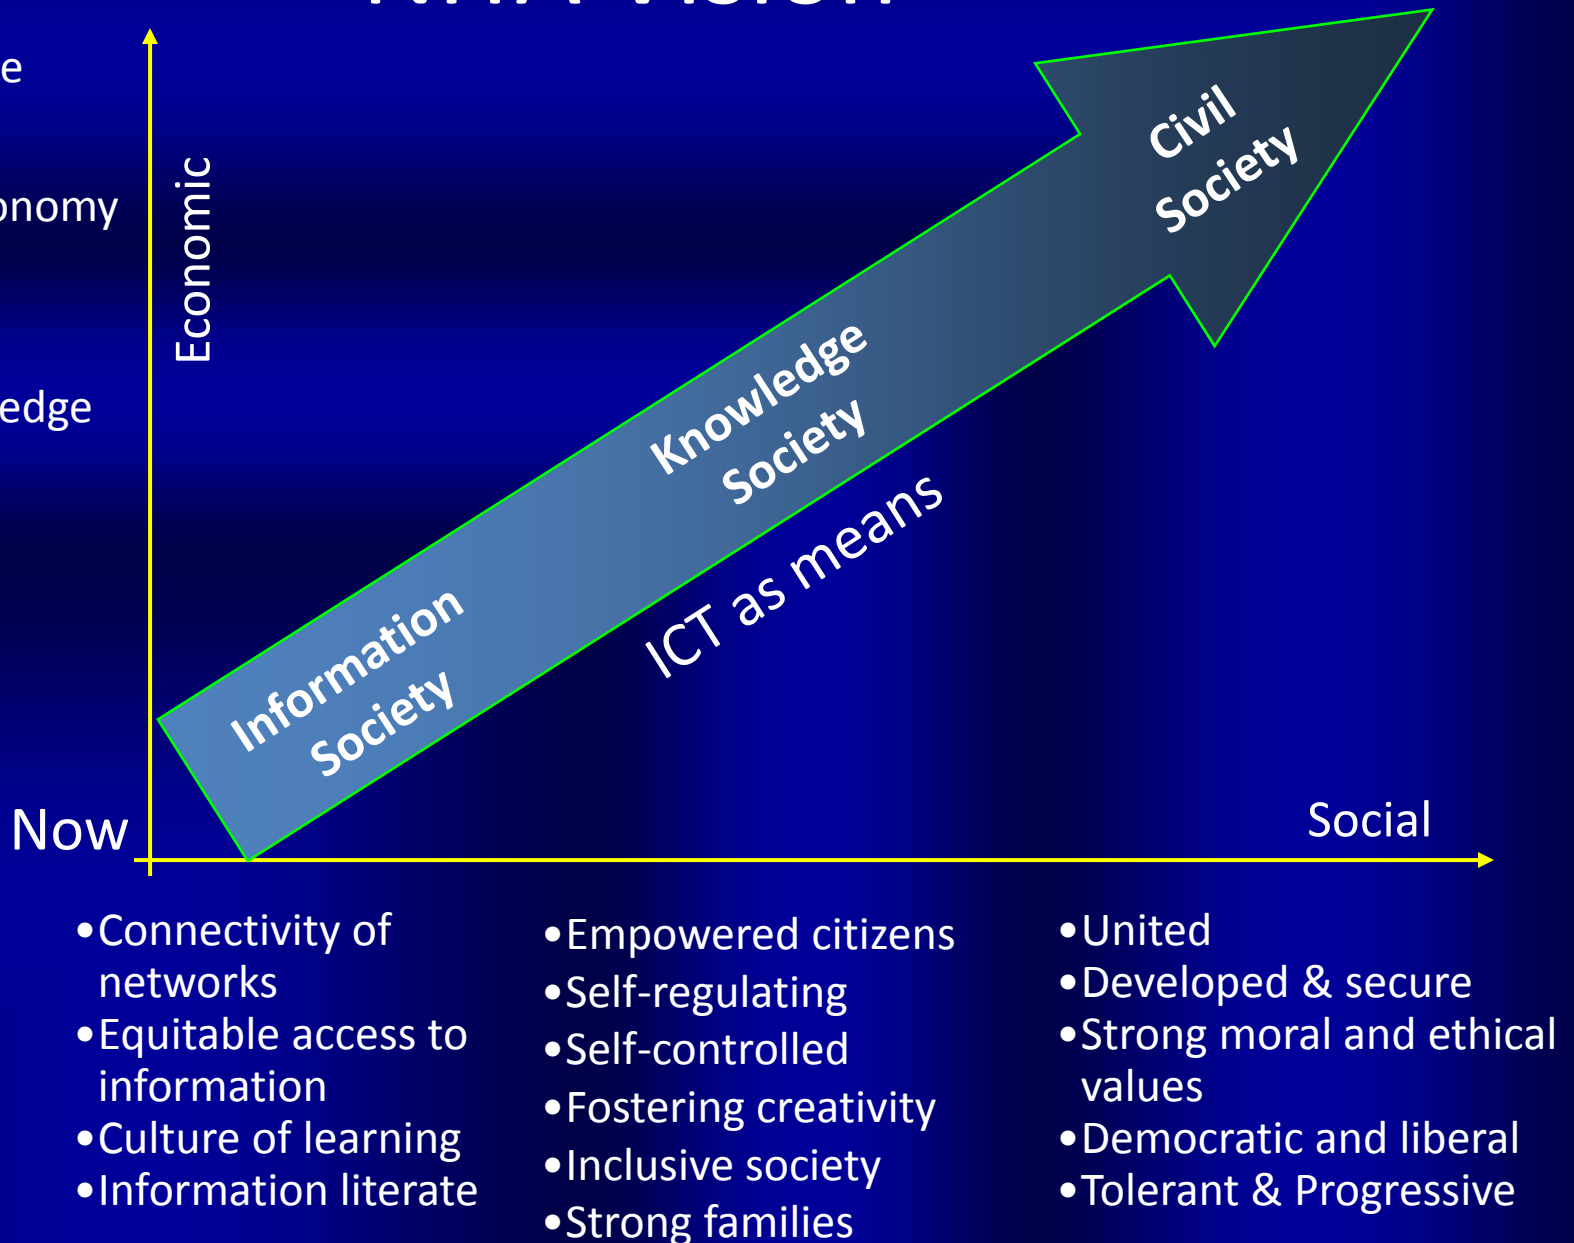 Vision
Economic
Civil
Society
Knowledge
Society
ICT as means
Information
Society
Now
Social
•Connectivity of
networks
•Equitable access to
information
•Culture of learning
•Information literate
•Empowered citizens
•Self-regulating
•Self-controlled
•Fostering creativity
•Inclusive society
•Strong families
•United
•Developed & secure
•Strong moral and ethical
values
•Democratic and liberal
•Tolerant & Progressive